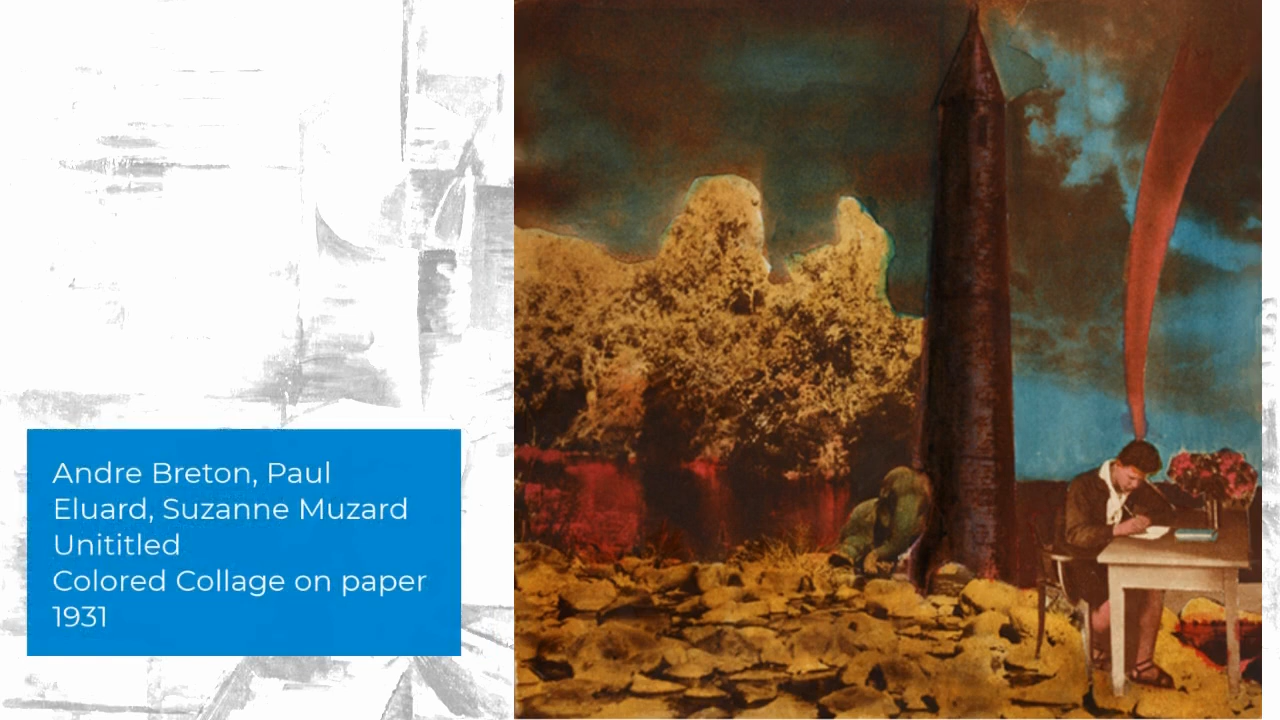 Andre Breton, Paul
Eluard, Suzanne Muzard
Unititled
Colored Collage on paper
1931